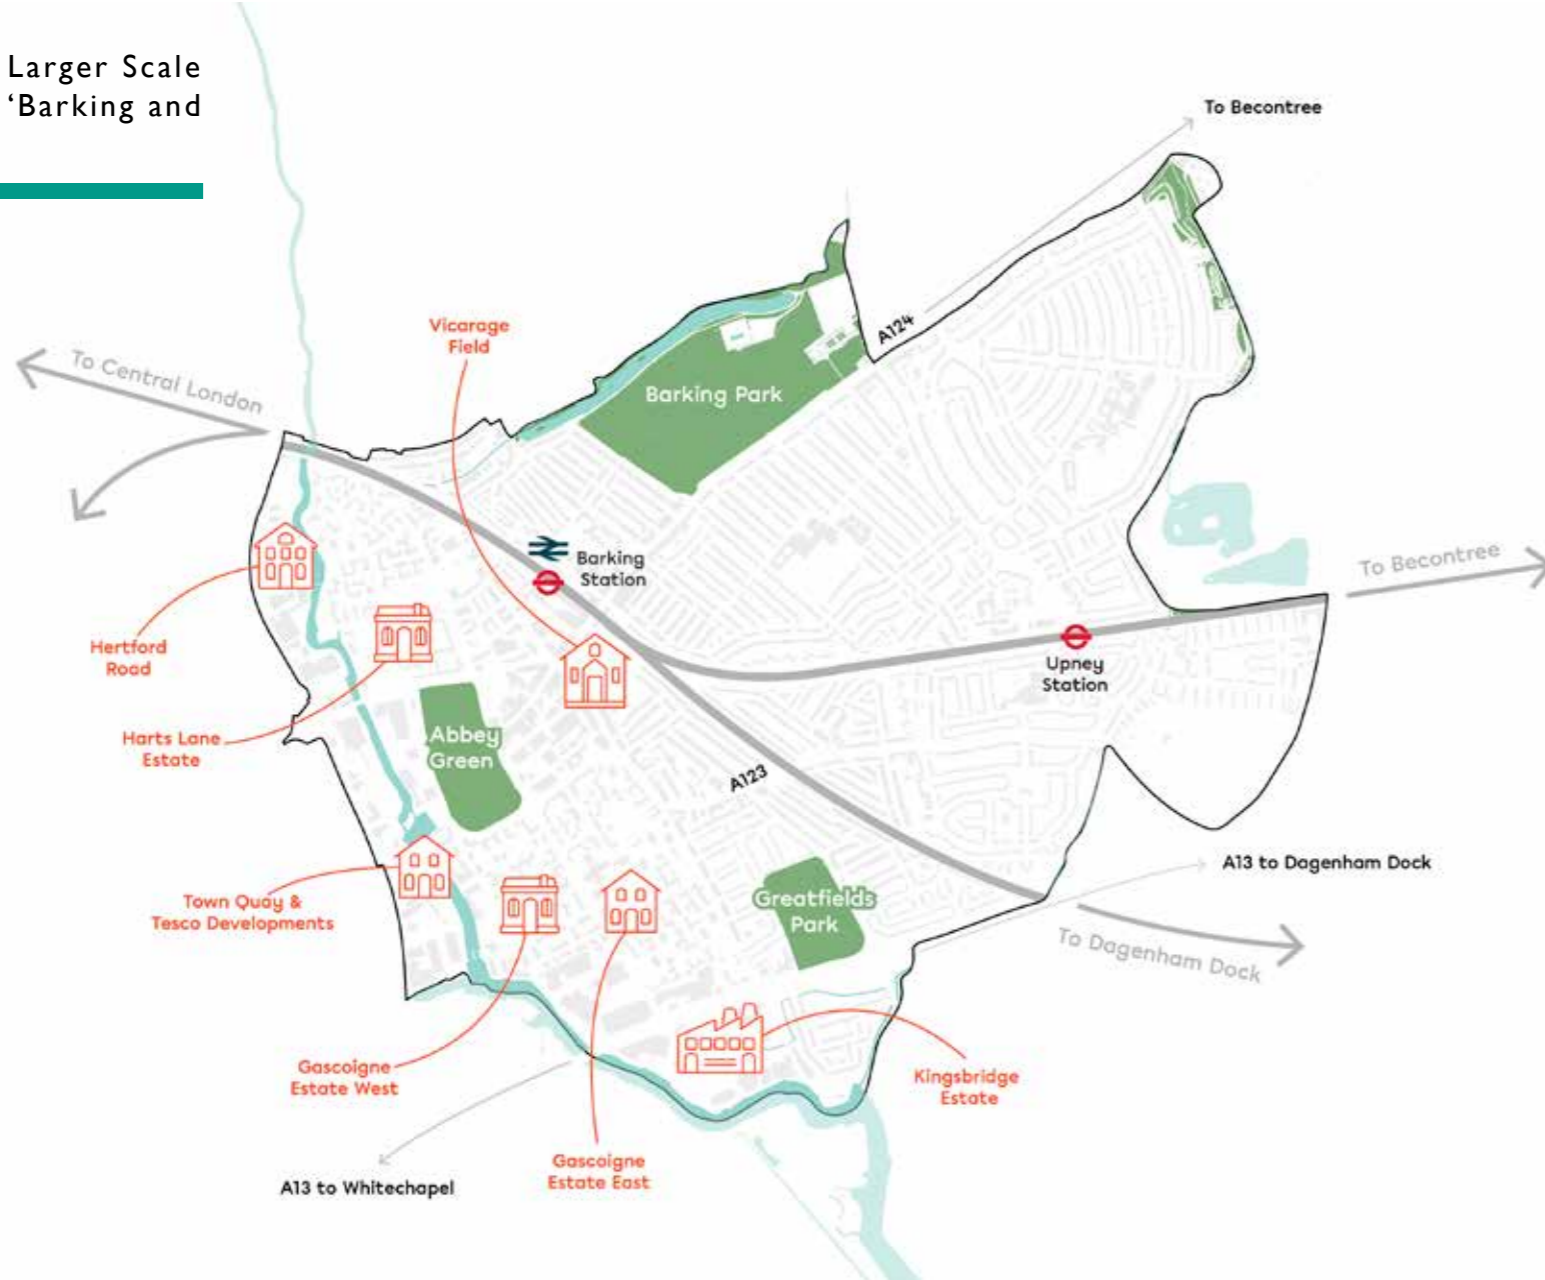 Larger Scale
‘Barking and
To Becontree
A124
Vicarage
Field
To Central London
Barking Park
Barking
Station
To Becontree
Hertford
Road
Upney
Station
Harts Lane
Estate
Abbey
Green
A123
A13 to Dagenham Dock
Town Quay &
Tesco Developments
Greatfields
Park
To Dagenham Dock
Gascoigne
Estate West
Kingsbridge
Estate
Gascoigne
Estate East
A13 to Whitechapel